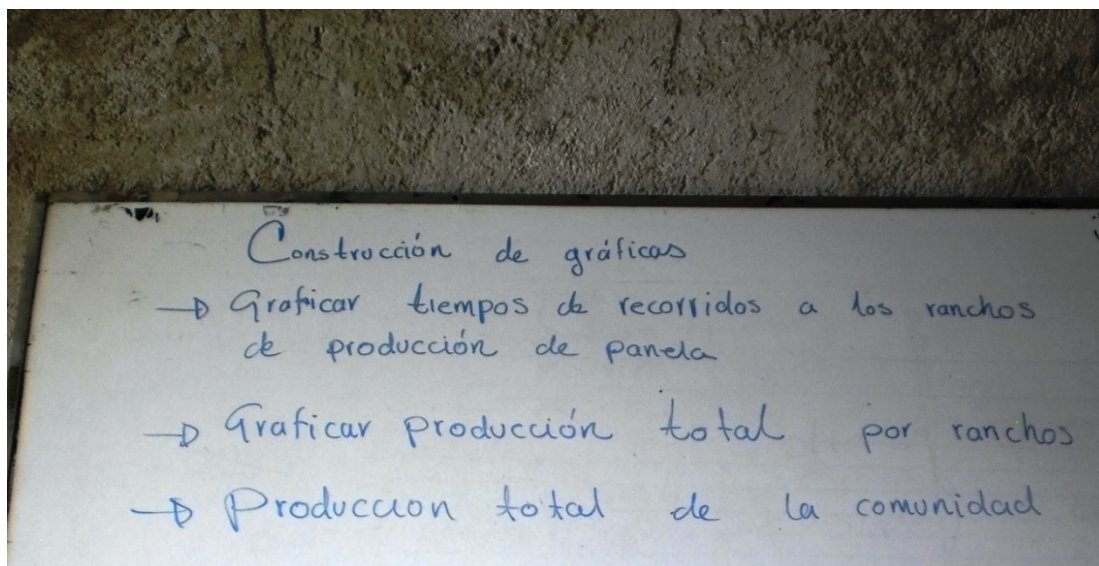 Construcción de gráficas
→ Graficar tiempos de recorridos a los ranchos
de producción de panela
→ Graficar producción total por ranchos
→ Produccion total de la comunidad